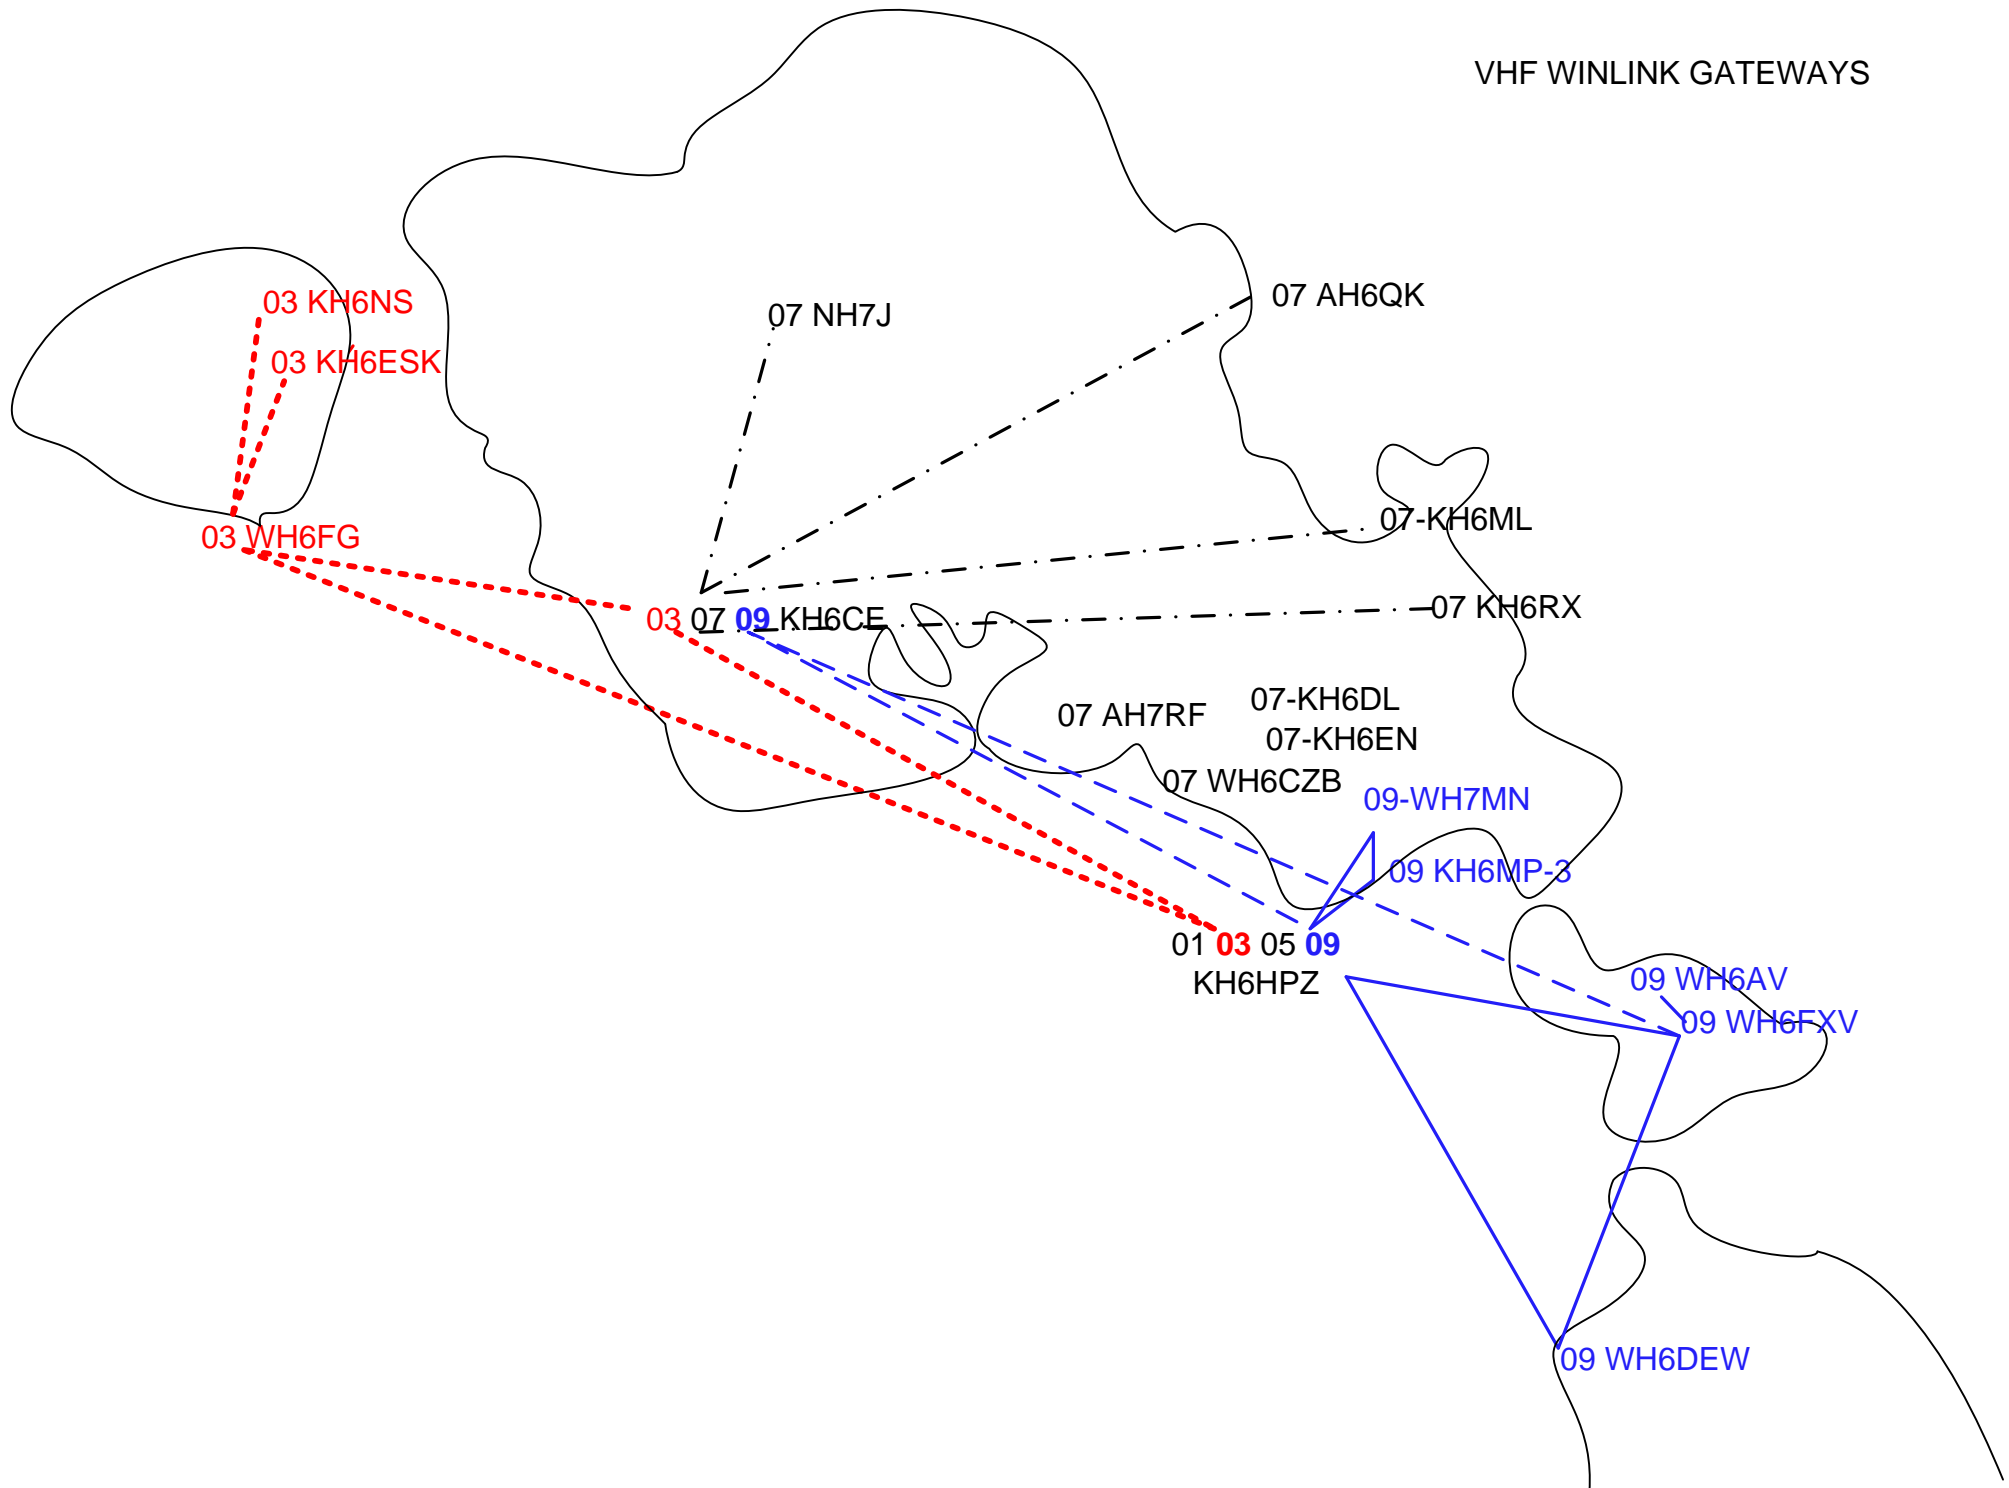 VHF WINLINK GATEWAYS
03 KH6NS
07 NH7J
07 AH6QK
03 KH6ESK
07-KH6ML
03 WH6FG
03 07 09 KH6CE
07 KH6RX
07 AH7RF
07-KH6DL
07-KH6EN
07 WH6CZB
09-WH7MN
09 KH6MP-3
01 03 05 09
KH6HPZ
09 WH6AV
09 WH6FXV
09 WH6DEW